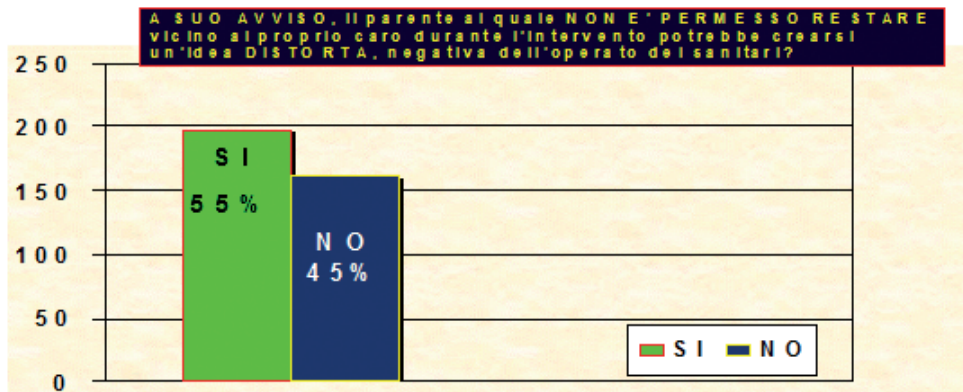 A SUO AVVISO, il parente al quale NON E' PERMESSO RESTARE
vicino al proprio caro durante l'intervento potrebbe crearsi
un'idea DISTORTA, negativa dell'operato dei sanitari?
250
200
150
100
50
0
SI
55%
NO
45%
SI NO